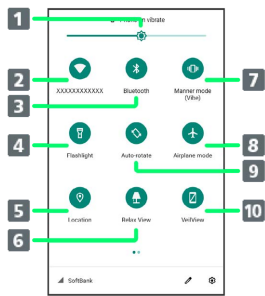 1
on vibrate
2
7
XXXXXXXXXXXX Bluetooth Manner mode
(Vibe)
3
4
8
Flashlight Auto-rotate Airplane mode
9
5
10
Location Relax View VeilView
6
SoftBank